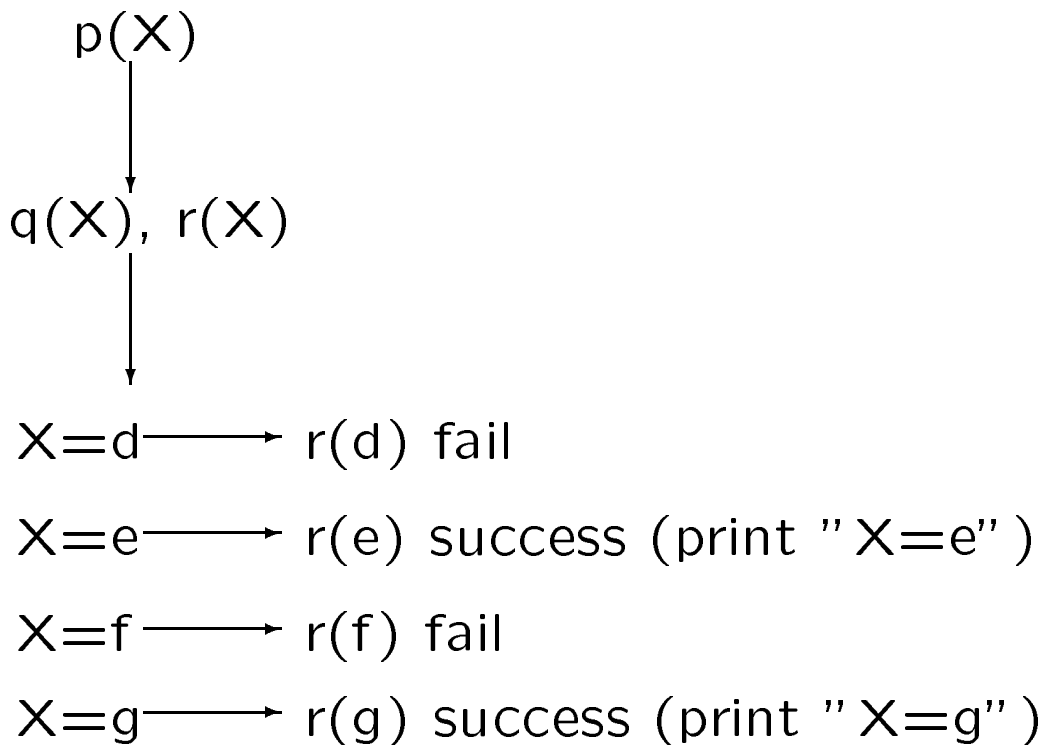 p(X)
q(X), r(X)
X=d r(d) fail
X=e r(e) success (print "X=e")
X=f r(f) fail
X=g r(g) success (print "X=g")